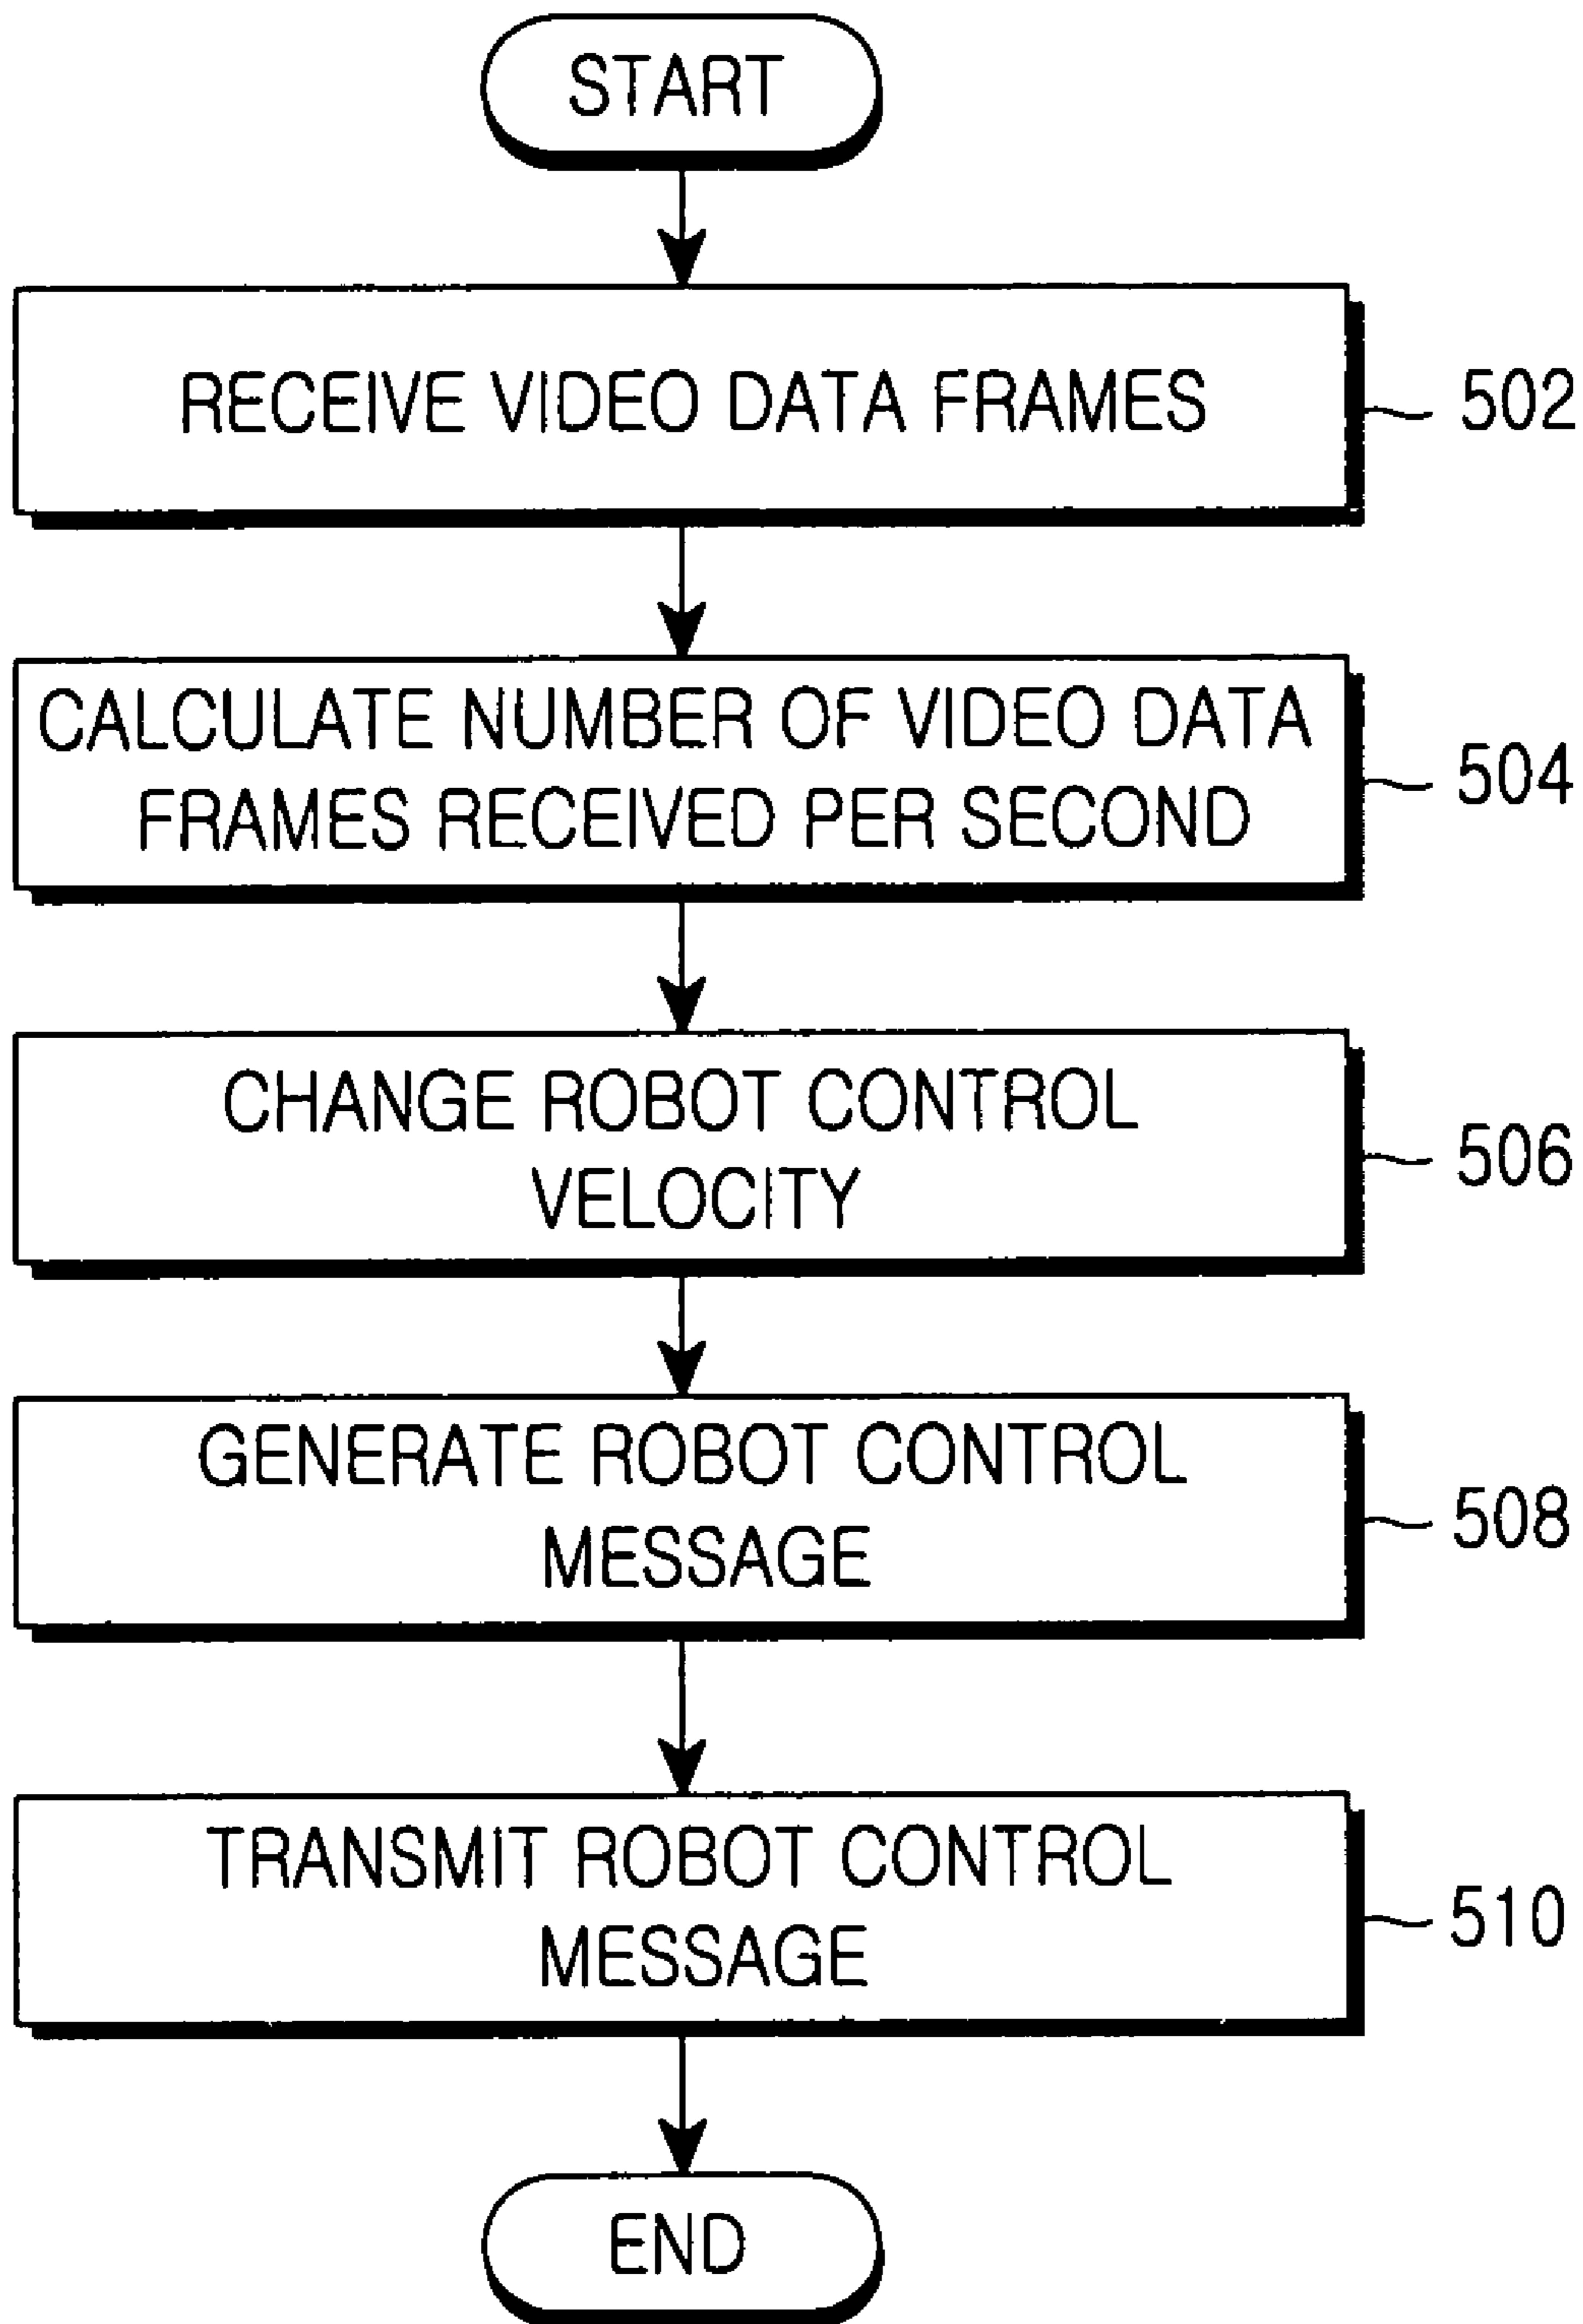 START
RECEIVE VIDEO DATA FRAMES
502
CALCULATE NUMBER OF VIDEO DATA
FRAMES RECEIVED PER SECOND
504
CHANGE ROBOT CONTROL
VELOCITY
506
GENERATE ROBOT CONTROL
MESSAGE
508
TRANSMIT ROBOT CONTROL
MESSAGE
510
END